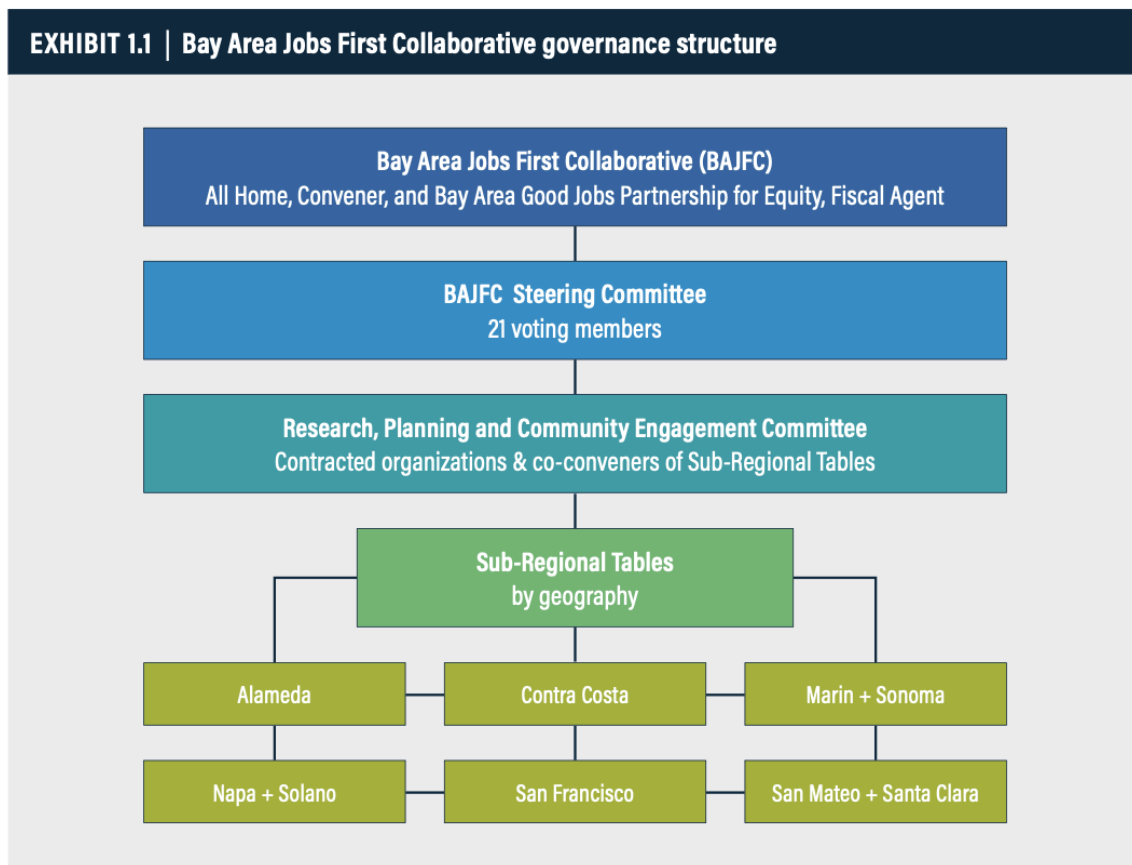 EXHIBIT 1.1 | Bay Area Jobs First Collaborative governance structure
Bay Area Jobs First Collaborative (BAJFC)
All Home, Convener, and Bay Area Good Jobs Partnership for Equity, Fiscal Agent
BAJFC Steering Committee
21 voting members
Research, Planning and Community Engagement Committee
Contracted organizations & co-conveners of Sub-Regional Tables
Sub-Regional Tables
by geography
Alameda
Contra Costa
Marin + Sonoma
Napa + Solano
San Francisco
San Mateo + Santa Clara